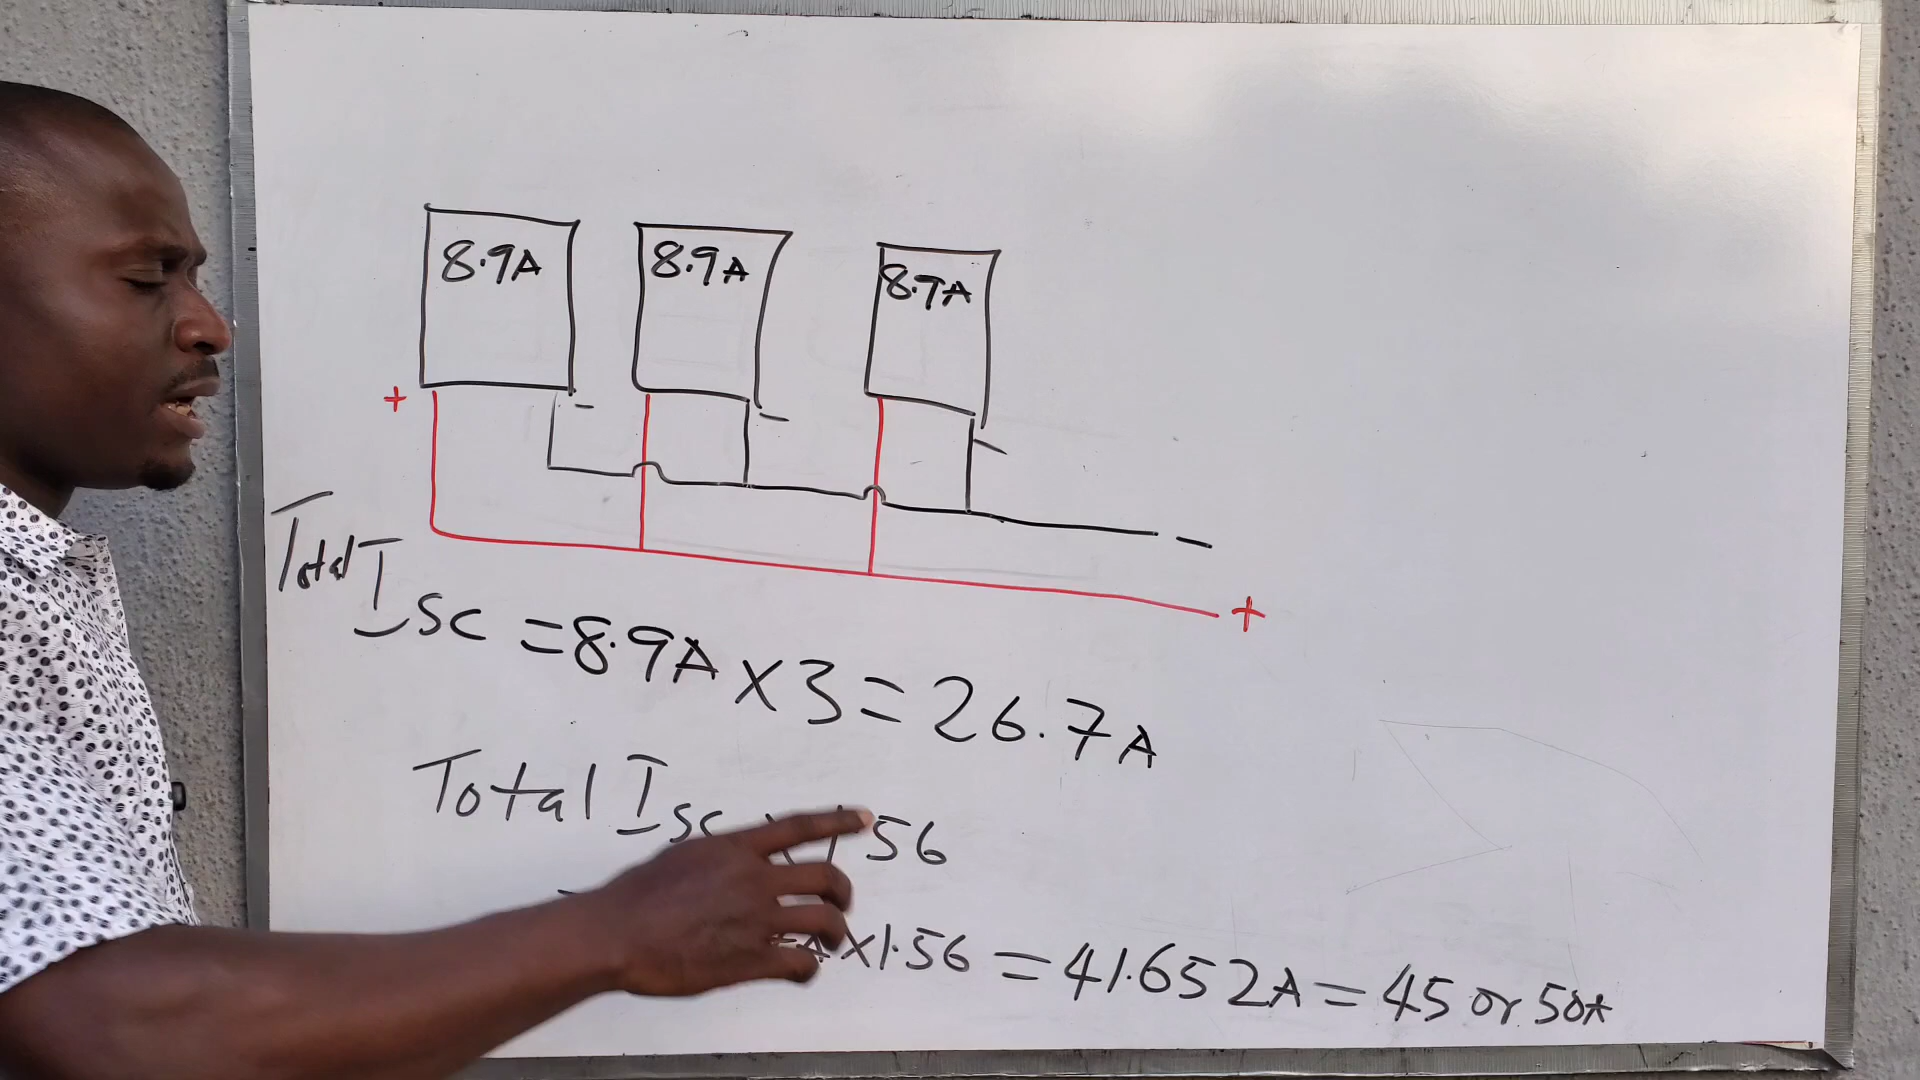 8.9A 8.9A 8.9A
+ - - -
-
+
Total Isc = 8.9A x 3 = 26.7A
Total Isc x 1.56
A x 1.56 = 41.652A = 45 or 50A